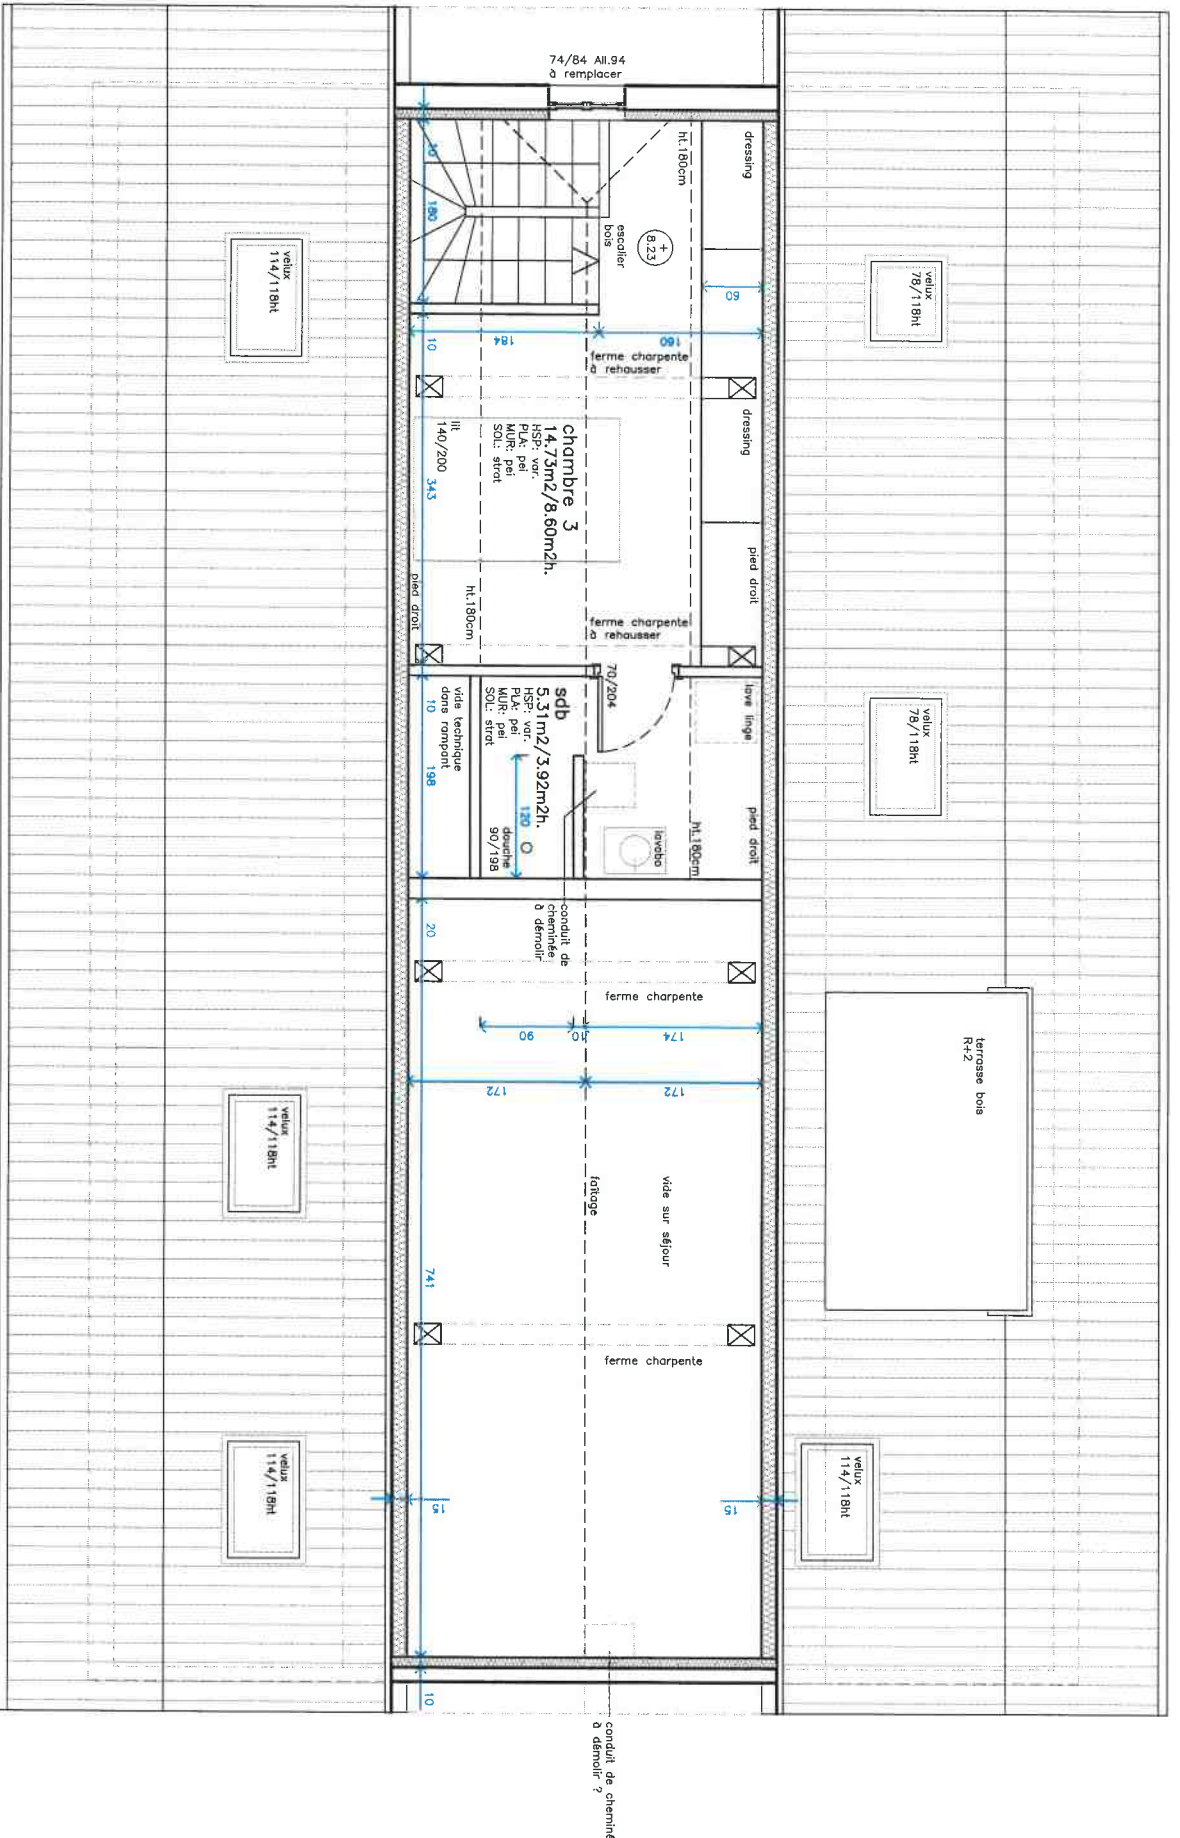 74/84 All.94
à remplacer
dressing
ht.180cm
10
180
escalier
bois
+
8.23
60
velux
114/118ht
velux
78/118ht
10
184
160
ferme charpente
à rehausser
dressing
chambre 3
14.73m2/8.60m2h.
HSP: var.
PLA: pei
MUR: pei
SOL: strat
lit
140/200
343
pied droit
pied droit
ht.180cm
ferme charpente
à rehausser
70/204
lave linge
velux
78/118ht
sdb
5.31m2/3.92m2h.
HSP: var.
PLA: pei
MUR: pei
SOL: strat
vide technique
dans rampant
10
198
120
douche
90/198
lavabo
ht.180cm
pied droit
conduit de
cheminée
à démolir
20
ferme charpente
90
10
174
172
172
terrasse bois
R+2
velux
114/118ht
faîtage
vide sur séjour
741
ferme charpente
velux
114/118ht
15
15
velux
114/118ht
10
conduit de cheminé
à démolir ?